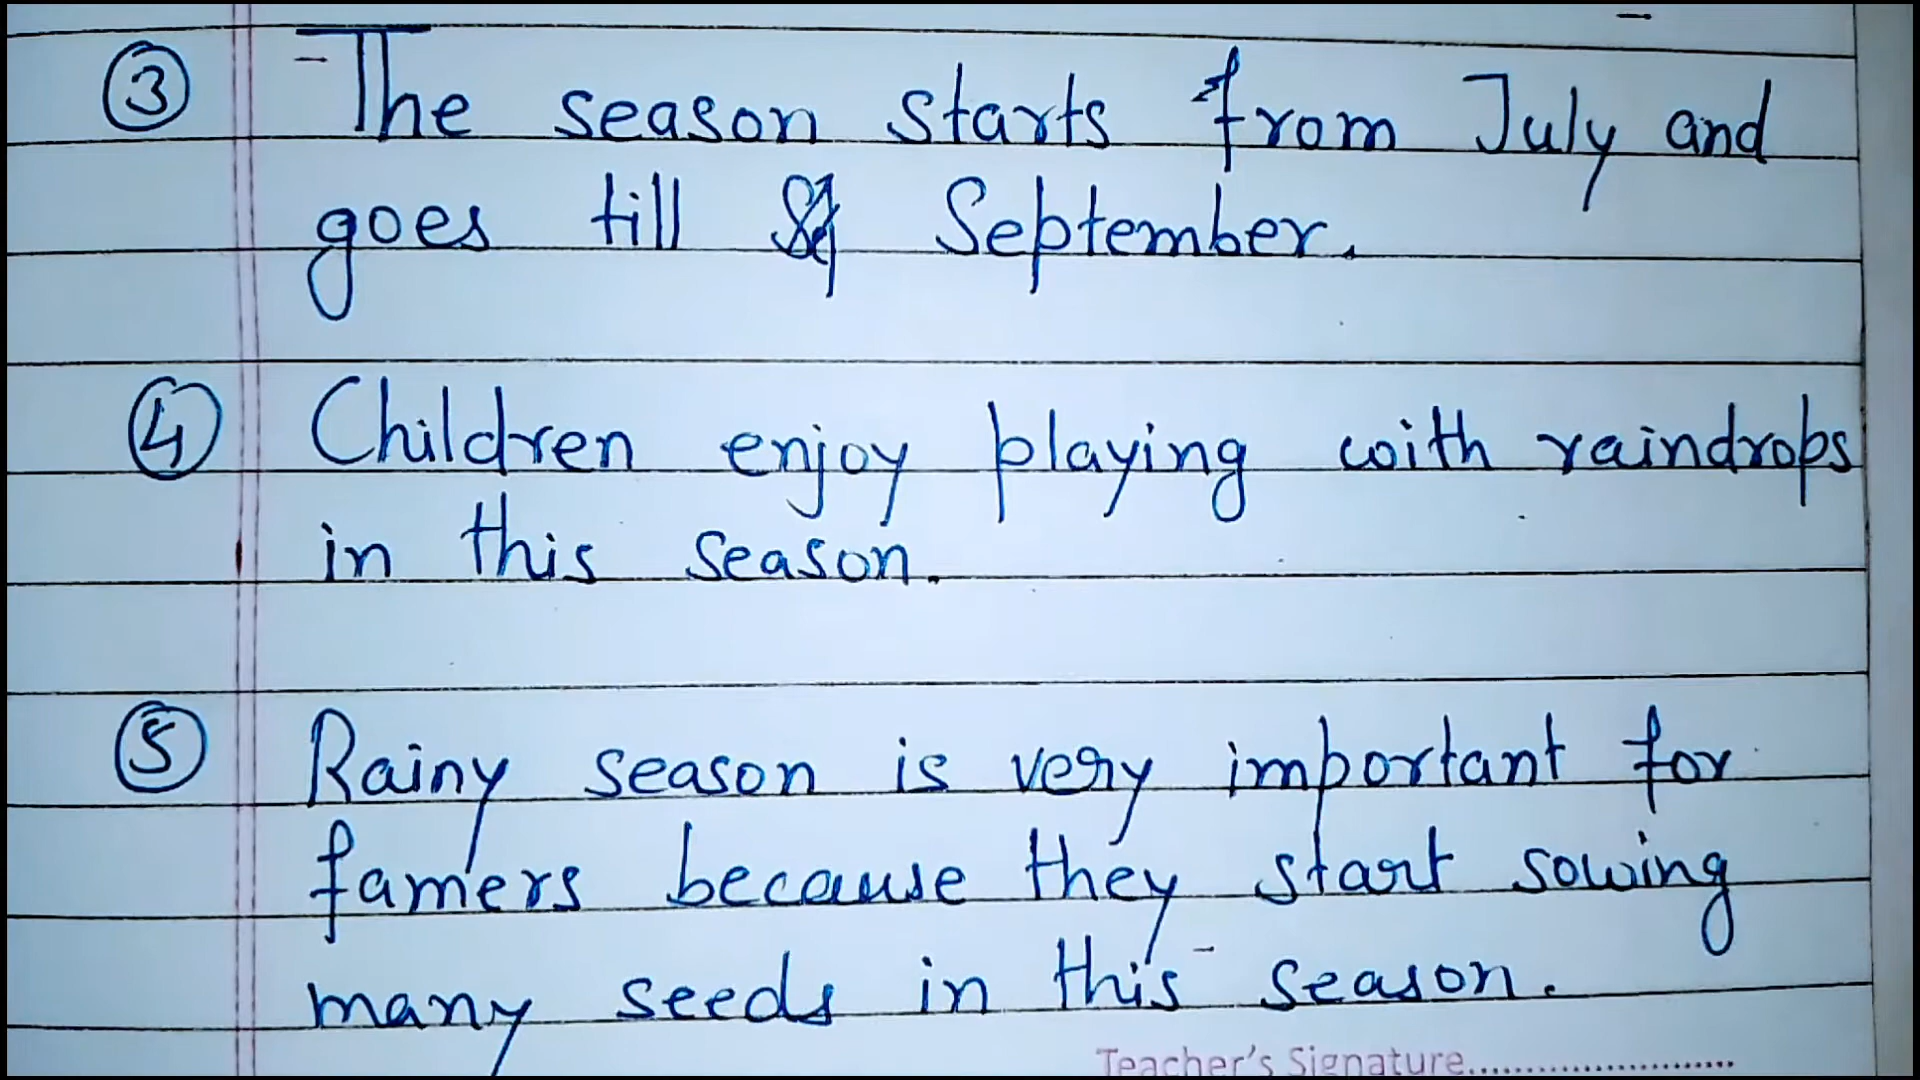 ③ The season starts from July and
goes till September.
④ Children enjoy playing with raindrops
in this season.
⑤ Rainy season is very important for
famers because they start sowing
many seeds in this season.
Teacher's Signature........................